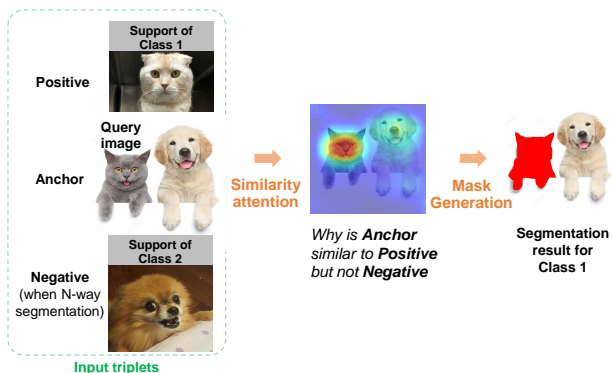 Support of
Class 1
Positive
Query
image
Anchor
Support of
Class 2
Negative
(when N-way
segmentation)
Input triplets
Similarity
attention
Why is Anchor
similar to Positive
but not Negative
Mask
Generation
Segmentation
result for
Class 1